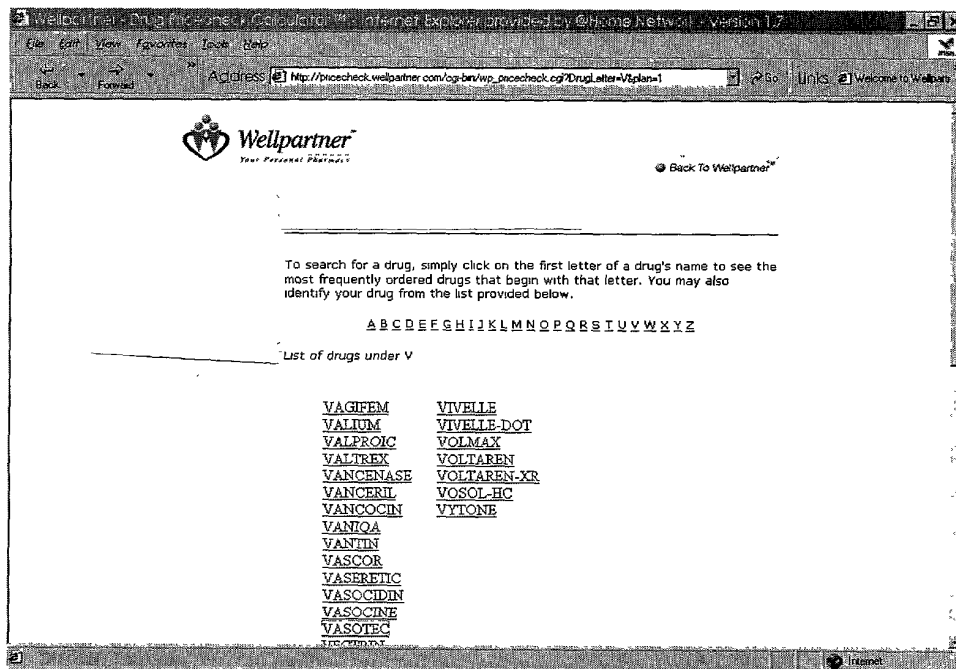 Wellpartner - Drug Pricecheck Calculator ™ - Internet Explorer provided by @Home Network - Version 1.7
File Edit View Favorites Tools Help
Back Forward » Address http://pricecheck.wellpartner.com/cgi-bin/wp_pricecheck.cgi?DrugLetter=V&plan=1 Go Links Welcome to Wellpartn
Wellpartner™
Your Personal Pharmacy
Back To Wellpartner™
To search for a drug, simply click on the first letter of a drug's name to see the
most frequently ordered drugs that begin with that letter. You may also
identify your drug from the list provided below.
A B C D E F G H I J K L M N O P Q R S T U V W X Y Z
List of drugs under V
VAGIFEM VIVELLE
VALIUM VIVELLE-DOT
VALPROIC VOLMAX
VALTREX VOLTAREN
VANCENASE VOLTAREN-XR
VANCERIL VOSOL-HC
VANCOCIN VYTONE
VANIQA
VANTIN
VASCOR
VASERETIC
VASOCIDIN
VASOCINE
VASOTEC
Internet